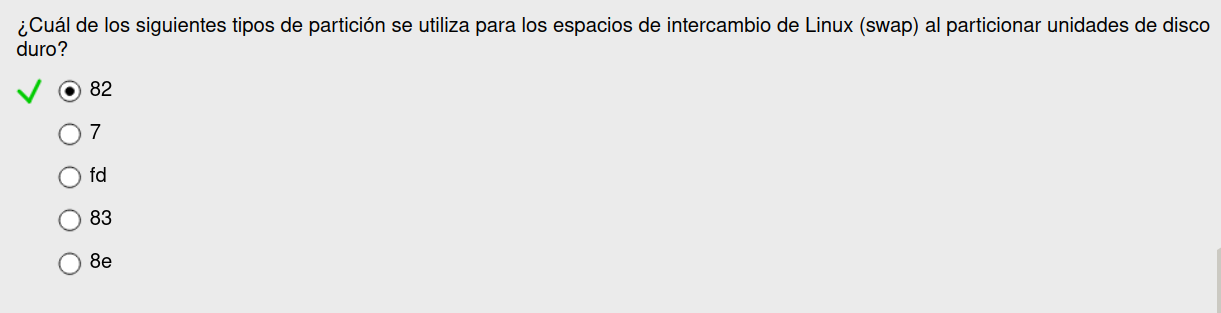 ¿Cuál de los siguientes tipos de partición se utiliza para los espacios de intercambio de Linux (swap) al particionar unidades de disco
duro?
82
7
fd
83
8e